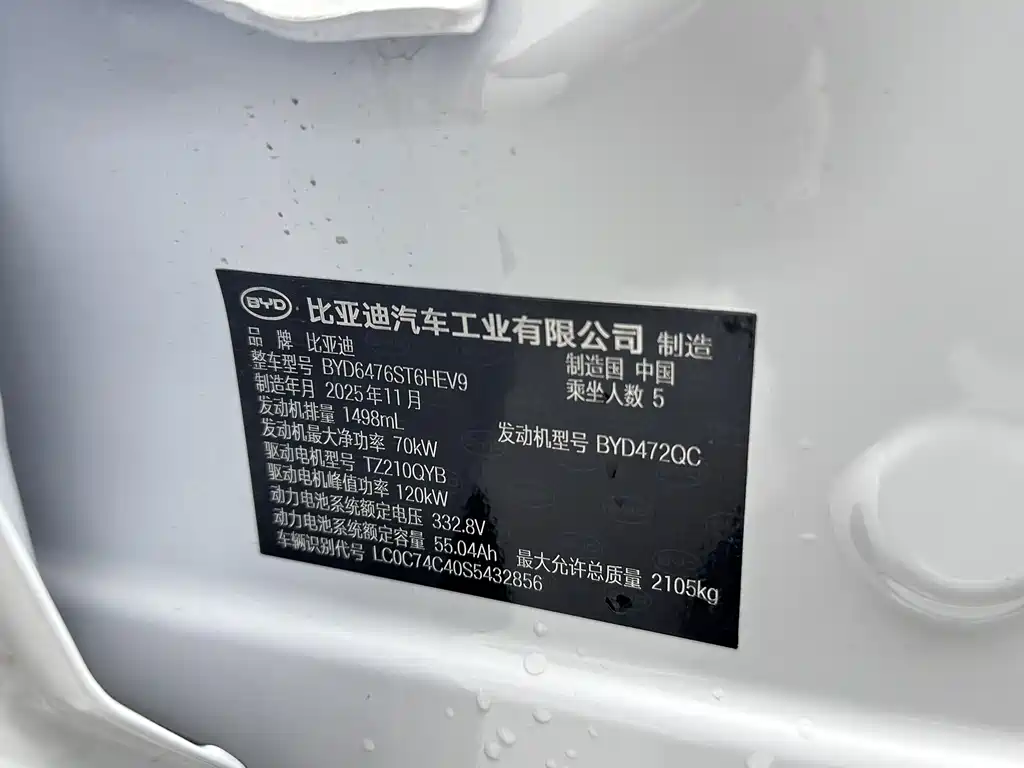 BYD 比亚迪汽车工业有限公司 制造
品 牌 比亚迪 制造国 中国
整车型号 BYD6476ST6HEV9 乘坐人数 5
制造年月 2025年11月
发动机排量 1498mL 发动机型号 BYD472QC
发动机最大净功率 70kW
驱动电机型号 TZ210QYB
驱动电机峰值功率 120kW
动力电池系统额定电压 332.8V
动力电池系统额定容量 55.04Ah 最大允许总质量 2105kg
车辆识别代号 LC0C74C40S5432856